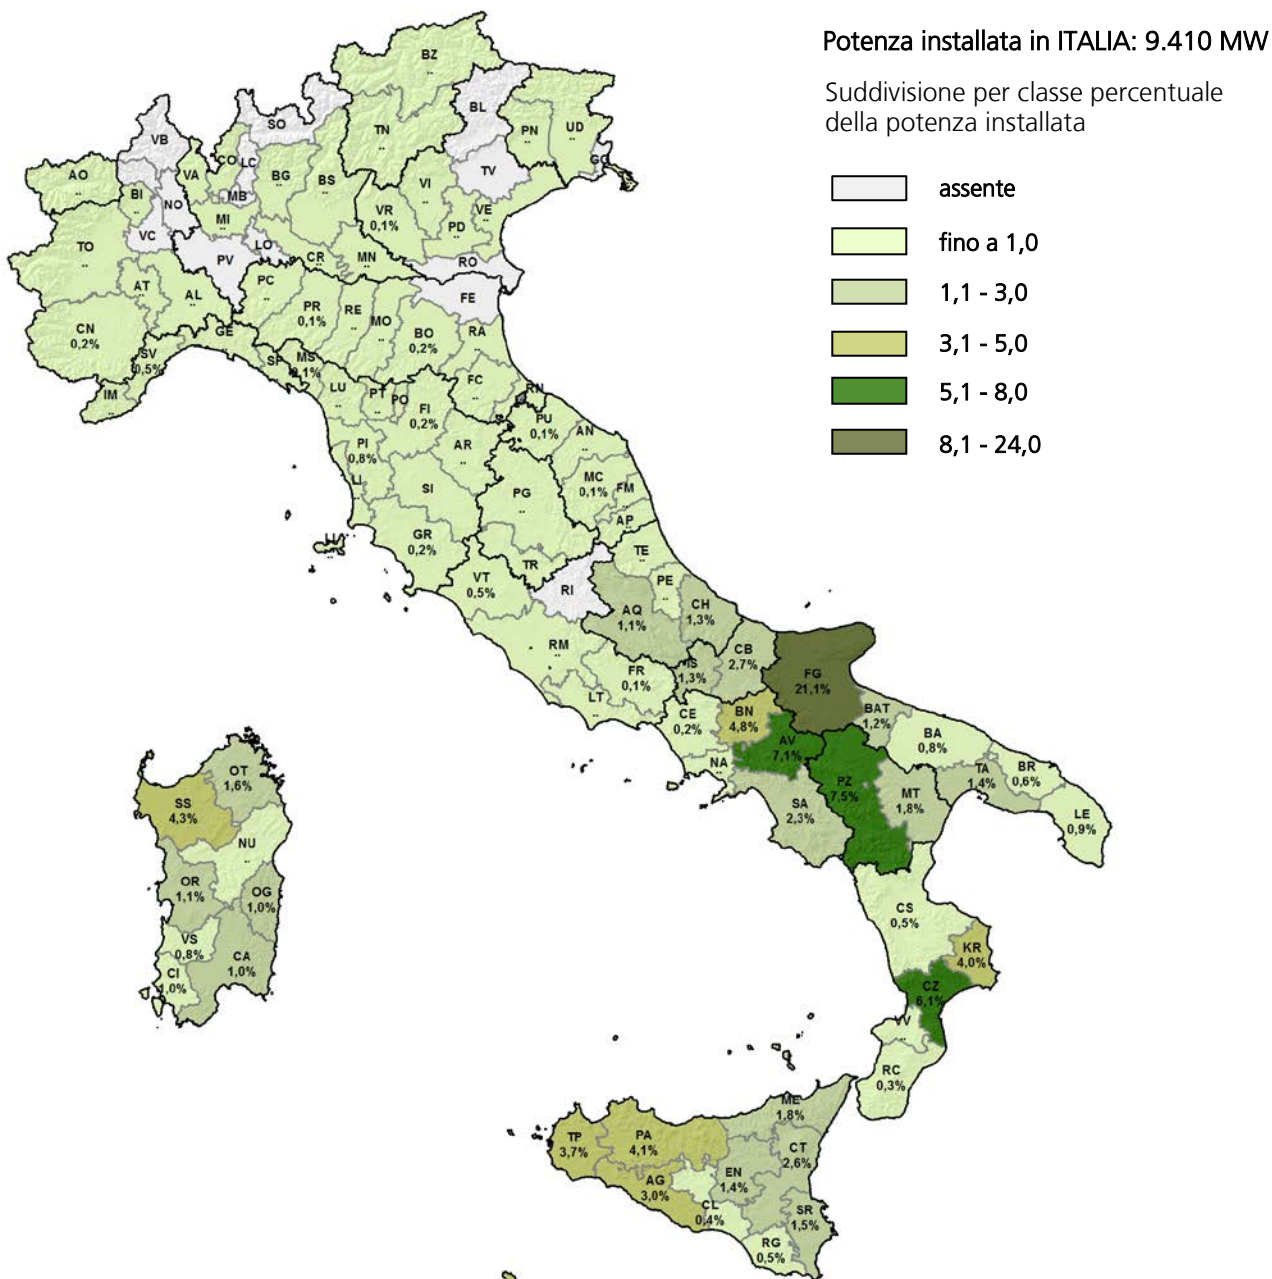 Potenza installata in ITALIA: 9.410 MW
Suddivisione per classe percentuale
della potenza installata
assente
fino a 1,0
1,1 - 3,0
3,1 - 5,0
5,1 - 8,0
8,1 - 24,0
BZ
..
BL
SO
TN
..
PN
..
UD
..
VB
CO
LC
GO
AO
..
VA
..
BG
..
BS
..
VI
..
TV
BI
..
NO
MB
MI
..
VR
0,1%
VE
..
PD
..
VC
LO
TO
..
PV
CR
..
MN
..
RO
AT
..
AL
..
PC
..
FE
PR
0,1%
RE
..
MO
..
BO
0,2%
RA
..
CN
0,2%
GE
..
SV
0,5%
SP
MS
0,1%
IM
..
LU
..
PT
..
PO
FI
0,2%
FC
..
RN
PU
0,1%
AN
..
PI
0,8%
AR
..
LI
SI
PG
..
MC
0,1%
FM
..
AP
..
GR
0,2%
LI
..
TE
..
TR
..
VT
0,5%
RI
PE
..
AQ
1,1%
CH
1,3%
RM
..
CB
2,7%
IS
1,3%
FR
0,1%
LT
..
FG
21,1%
CE
0,2%
BN
4,8%
BAT
1,2%
AV
7,1%
BA
0,8%
NA
..
BR
0,6%
TA
1,4%
PZ
7,5%
MT
1,8%
SA
2,3%
LE
0,9%
OT
1,6%
SS
4,3%
NU
..
OR
1,1%
OG
1,0%
VS
0,8%
CA
1,0%
CI
1,0%
CS
0,5%
KR
4,0%
CZ
6,1%
VV
..
RC
0,3%
ME
1,8%
TP
3,7%
PA
4,1%
CT
2,6%
AG
3,0%
EN
1,4%
CL
0,4%
SR
1,5%
RG
0,5%